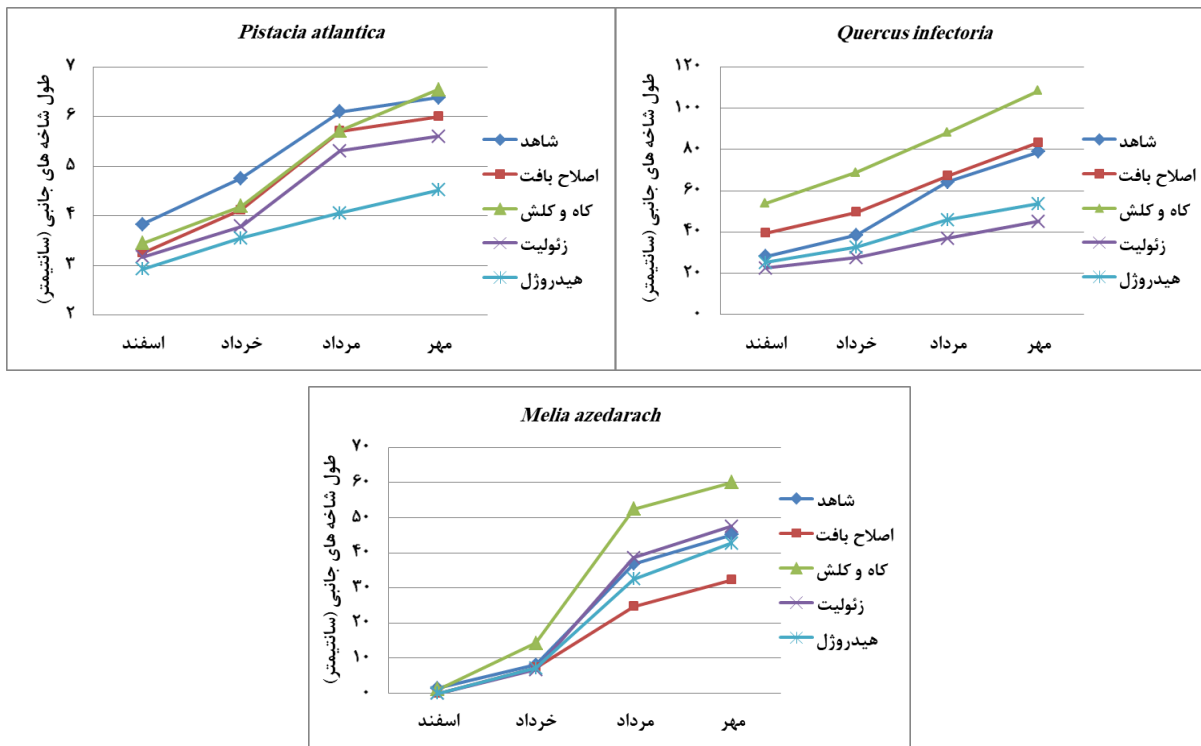 Pistacia atlantica
طول شاخه های جانبی (سانتیمتر)
۷
۶
۵
۴
۳
۲
اسفند
خرداد
مرداد
مهر
شاهد
اصلاح بافت
کاه و کلش
زئولیت
هیدروژل
Quercus infectoria
طول شاخه های جانبی (سانتیمتر)
۱۲۰
۱۰۰
۸۰
۶۰
۴۰
۲۰
۰
اسفند
خرداد
مرداد
مهر
شاهد
اصلاح بافت
کاه و کلش
زئولیت
هیدروژل
Melia azedarach
طول شاخه های جانبی (سانتیمتر)
۷۰
۶۰
۵۰
۴۰
۳۰
۲۰
۱۰
۰
اسفند
خرداد
مرداد
مهر
شاهد
اصلاح بافت
کاه و کلش
زئولیت
هیدروژل